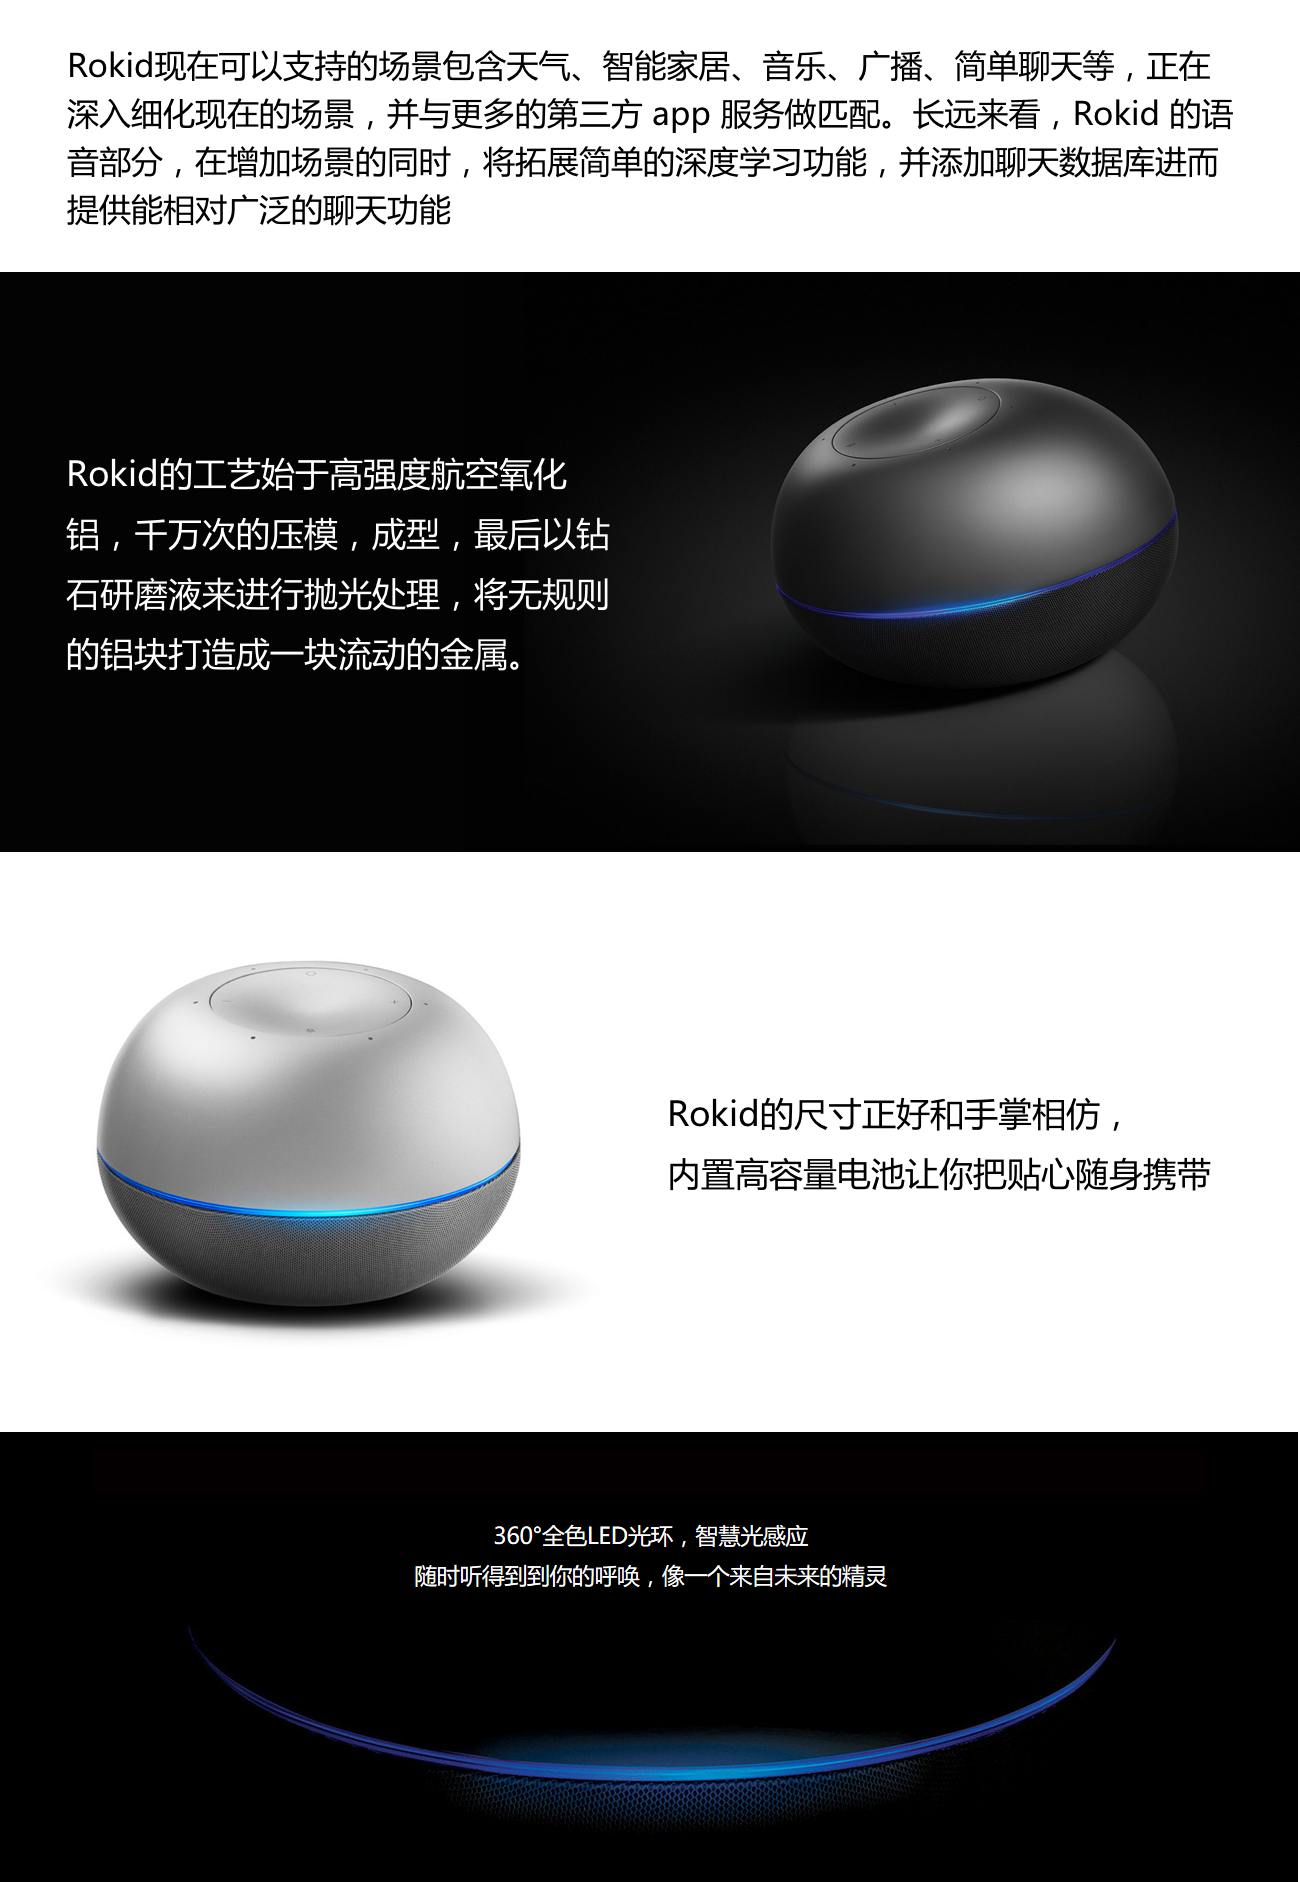 Rokid现在可以支持的场景包含天气、智能家居、音乐、广播、简单聊天等，正在
深入细化现在的场景，并与更多的第三方 app 服务做匹配。长远来看，Rokid 的语
音部分，在增加场景的同时，将拓展简单的深度学习功能，并添加聊天数据库进而
提供能相对广泛的聊天功能
Rokid的工艺始于高强度航空氧化
铝，千万次的压模，成型，最后以钻
石研磨液来进行抛光处理，将无规则
的铝块打造成一块流动的金属。
Rokid的尺寸正好和手掌相仿，
内置高容量电池让你把贴心随身携带
360°全色LED光环，智慧光感应
随时听得到到你的呼唤，像一个来自未来的精灵